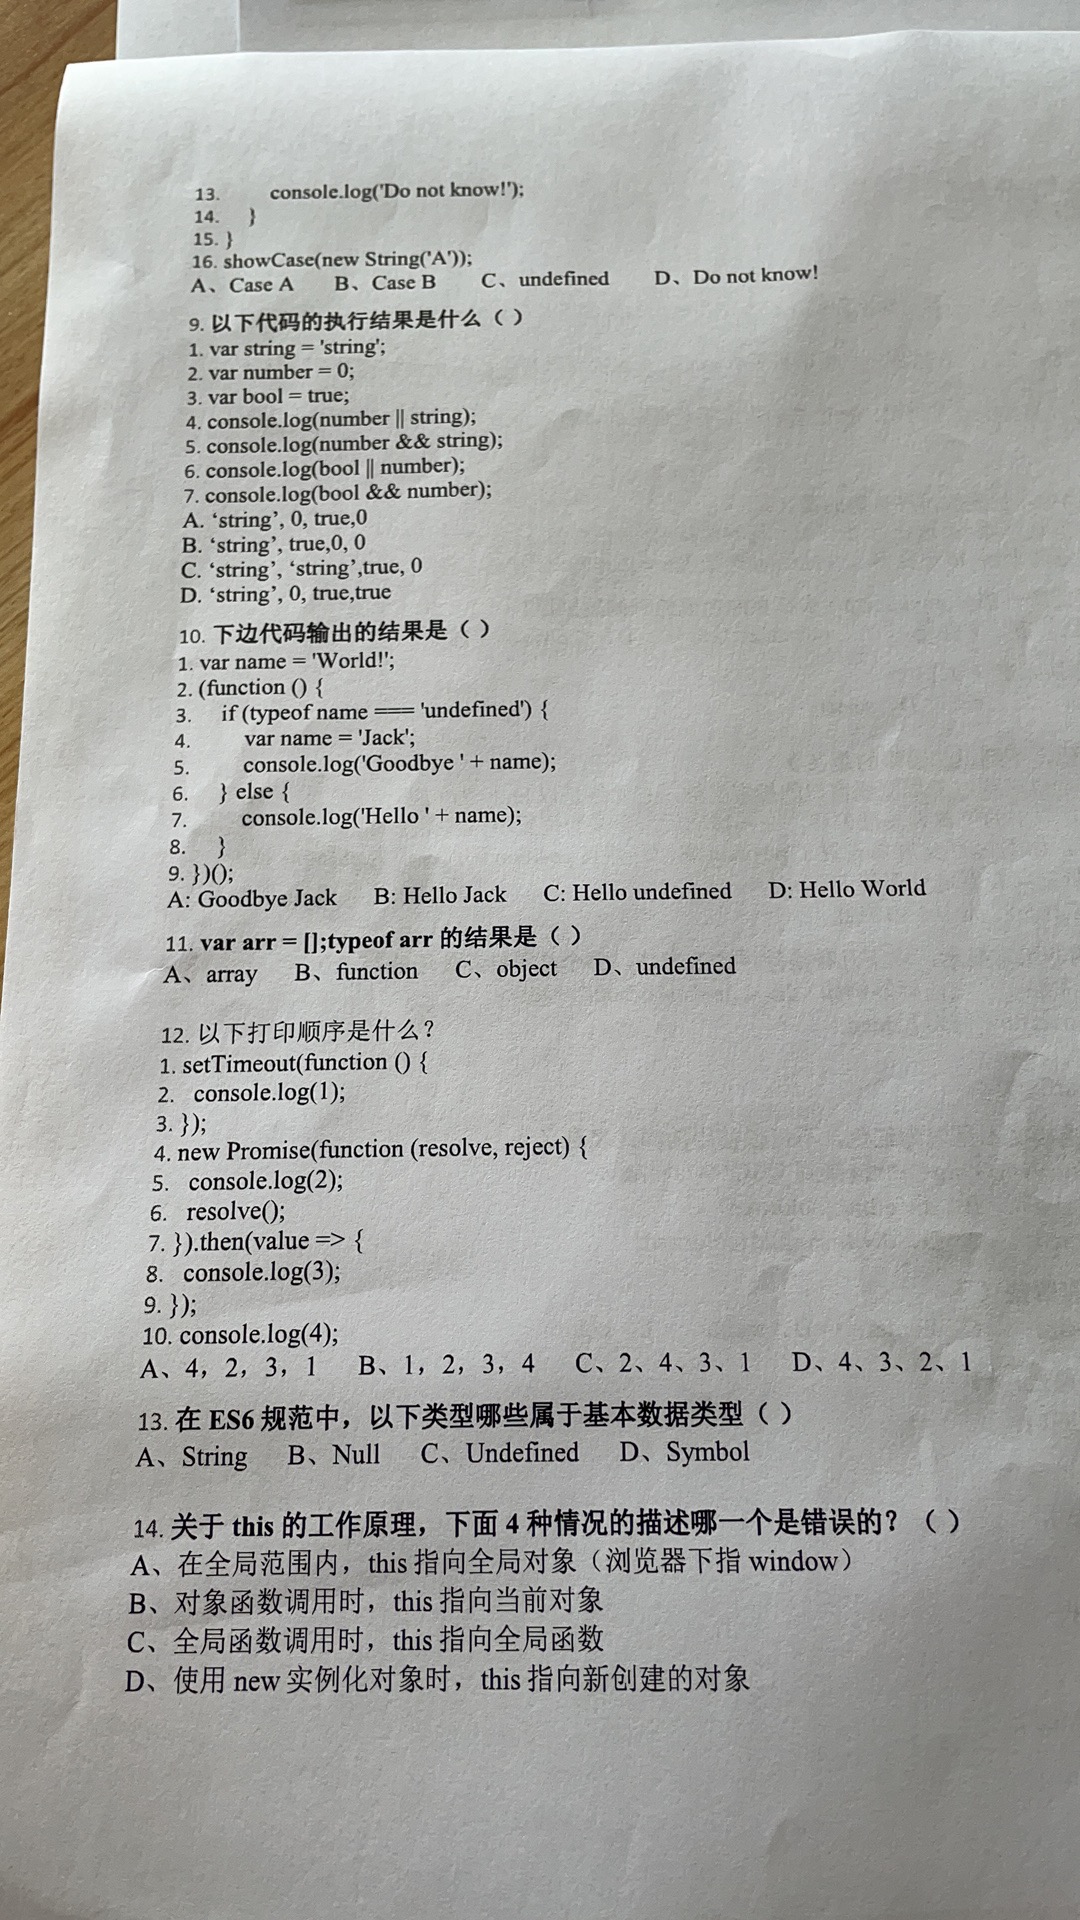 13. console.log('Do not know!');
14. }
15. }
16. showCase(new String('A'));
A、Case A B、Case B C、undefined D、Do not know!
9. 以下代码的执行结果是什么（ ）
1. var string = 'string';
2. var number = 0;
3. var bool = true;
4. console.log(number || string);
5. console.log(number && string);
6. console.log(bool || number);
7. console.log(bool && number);
A. ‘string’, 0, true,0
B. ‘string’, true,0, 0
C. ‘string’, ‘string’,true, 0
D. ‘string’, 0, true,true
10. 下边代码输出的结果是（ ）
1. var name = 'World!';
2. (function () {
3. if (typeof name === 'undefined') {
4. var name = 'Jack';
5. console.log('Goodbye ' + name);
6. } else {
7. console.log('Hello ' + name);
8. }
9. })();
A: Goodbye Jack B: Hello Jack C: Hello undefined D: Hello World
11. var arr = [];typeof arr 的结果是（ ）
A、array B、function C、object D、undefined
12. 以下打印顺序是什么？
1. setTimeout(function () {
2. console.log(1);
3. });
4. new Promise(function (resolve, reject) {
5. console.log(2);
6. resolve();
7. }).then(value => {
8. console.log(3);
9. });
10. console.log(4);
A、4，2，3，1 B、1，2，3，4 C、2、4、3、1 D、4、3、2、1
13. 在 ES6 规范中，以下类型哪些属于基本数据类型（ ）
A、String B、Null C、Undefined D、Symbol
14. 关于 this 的工作原理，下面 4 种情况的描述哪一个是错误的？（ ）
A、在全局范围内，this 指向全局对象（浏览器下指 window）
B、对象函数调用时，this 指向当前对象
C、全局函数调用时，this 指向全局函数
D、使用 new 实例化对象时，this 指向新创建的对象